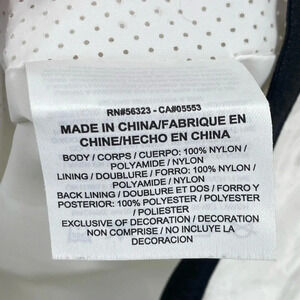 RN#56323 - CA#05553
MADE IN CHINA/FABRIQUE EN
CHINE/HECHO EN CHINA
BODY / CORPS / CUERPO: 100% NYLON /
POLYAMIDE / NYLON
LINING / DOUBLURE / FORRO: 100% NYLON /
POLYAMIDE / NYLON
BACK LINING / DOUBLURE ET DOS / FORRO Y
POSTERIOR: 100% POLYESTER / POLYESTER
/ POLIESTER
EXCLUSIVE OF DECORATION / DECORATION
NON COMPRISE / NO INCLUYE LA
DECORACION